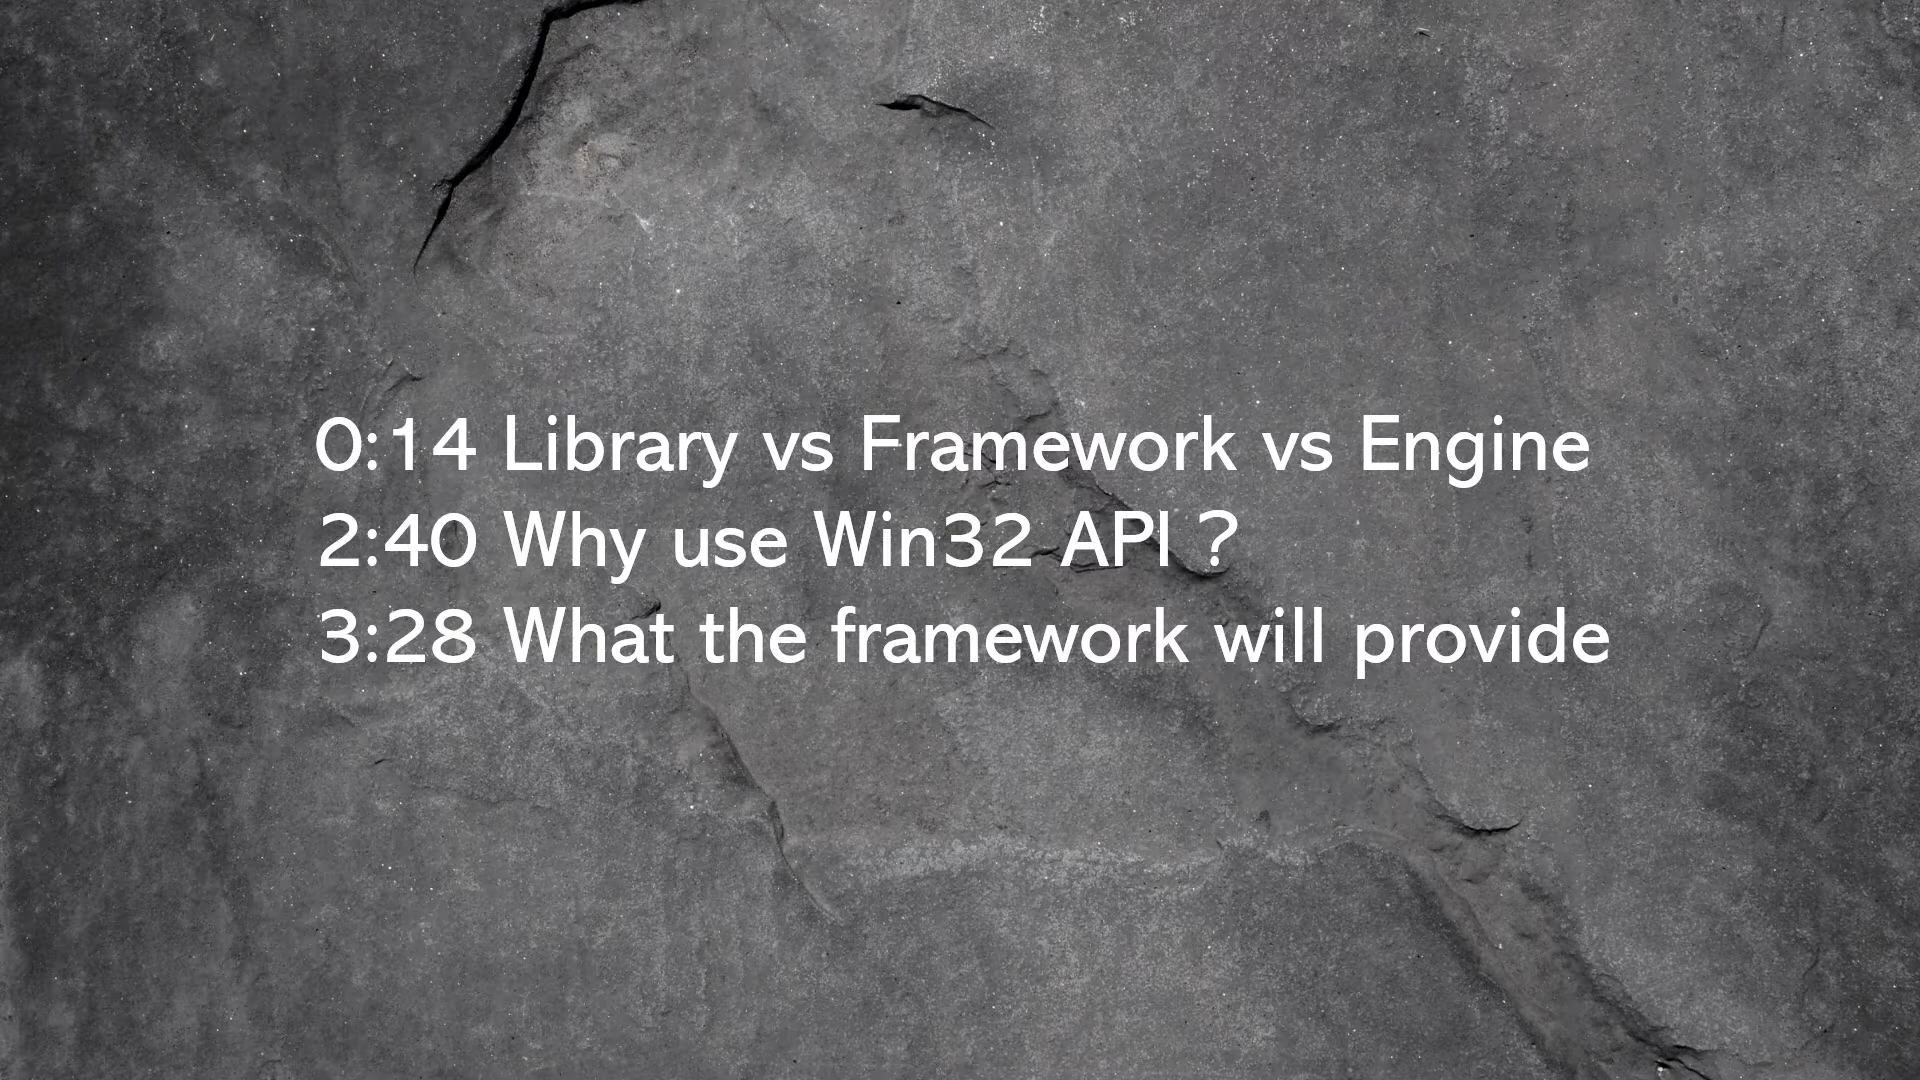 0:14 Library vs Framework vs Engine
2:40 Why use Win32 API ?
3:28 What the framework will provide